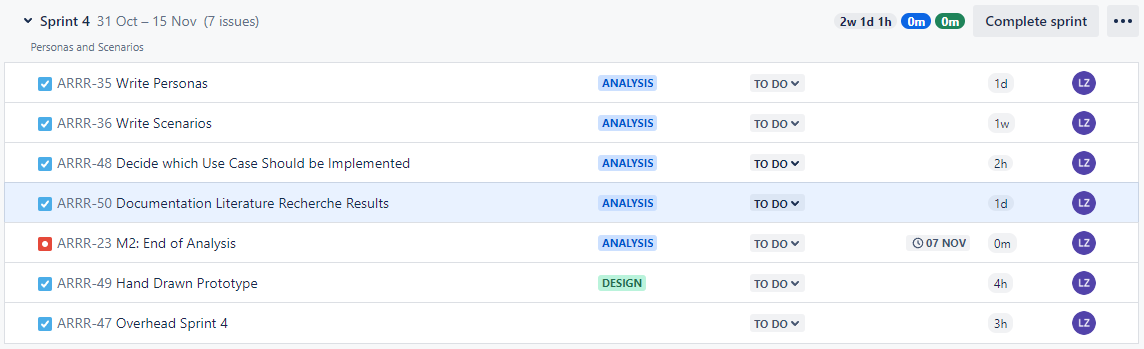 Sprint 4 31 Oct – 15 Nov (7 issues) 2w 1d 1h 0m 0m Complete sprint
Personas and Scenarios
ARRR-35 Write Personas ANALYSIS TO DO 1d LZ
ARRR-36 Write Scenarios ANALYSIS TO DO 1w LZ
ARRR-48 Decide which Use Case Should be Implemented ANALYSIS TO DO 2h LZ
ARRR-50 Documentation Literature Recherche Results ANALYSIS TO DO 1d LZ
ARRR-23 M2: End of Analysis ANALYSIS TO DO 07 NOV 0m LZ
ARRR-49 Hand Drawn Prototype DESIGN TO DO 4h LZ
ARRR-47 Overhead Sprint 4 TO DO 3h LZ